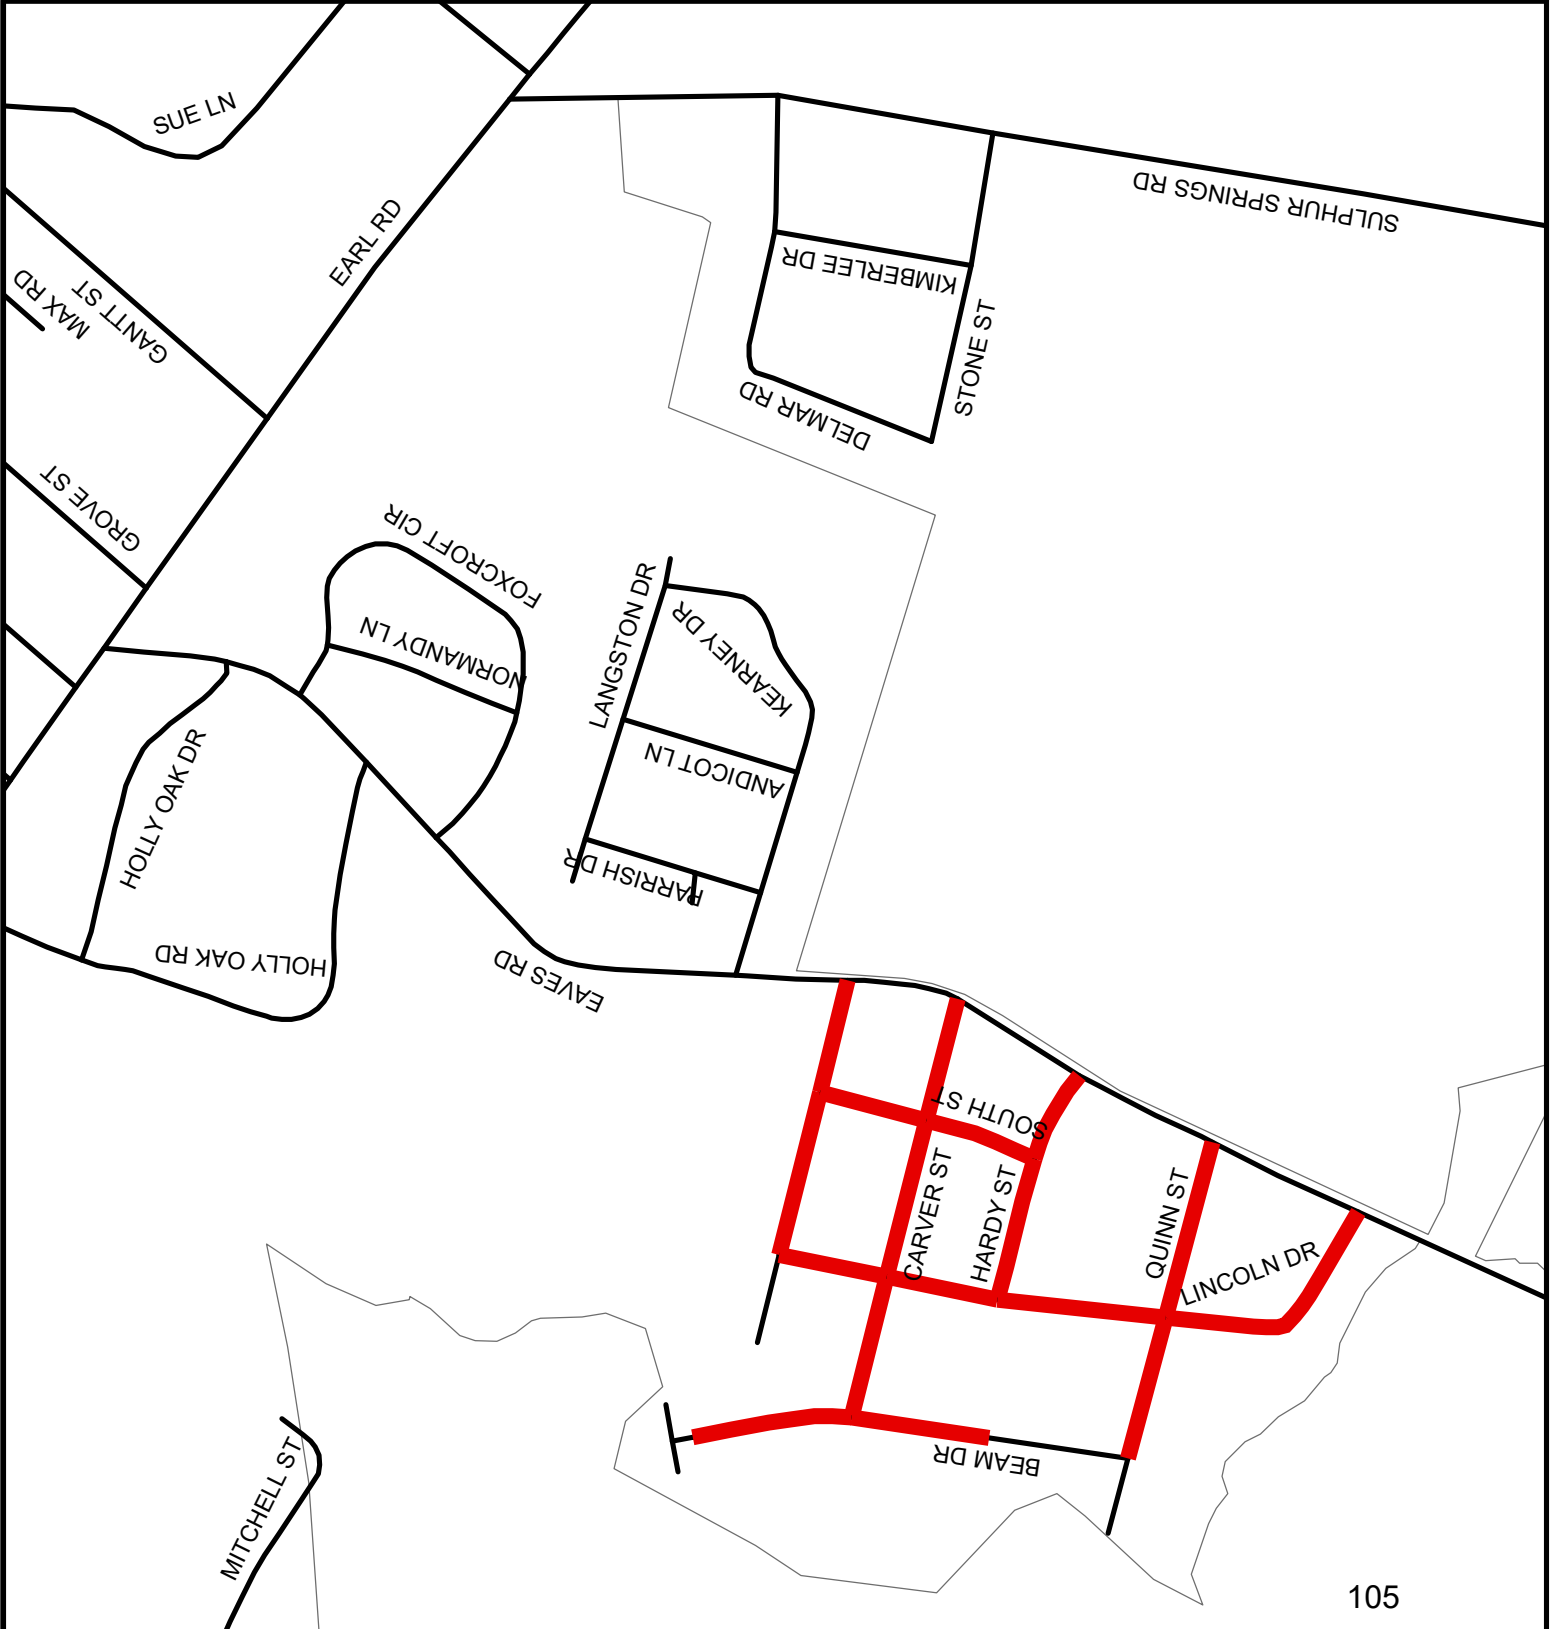 SUE LN
SULPHUR SPRINGS RD
EARL RD
KIMBERLEE DR
MAX RD
GANTT ST
STONE ST
DELMAR RD
GROVE ST
FOXCROFT CIR
NORMANDY LN
LANGSTON DR
KEARNEY DR
ANDICOT LN
HOLLY OAK DR
PARRISH DR
HOLLY OAK RD
EAVES RD
SOUTH ST
CARVER ST
HARDY ST
QUINN ST
LINCOLN DR
BEAM DR
MITCHELL ST
105